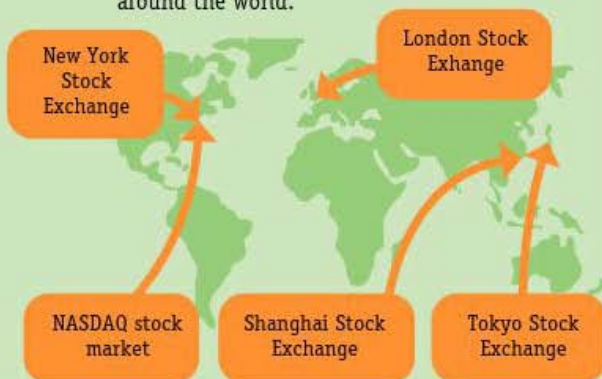 around the world.
New York
Stock
Exchange
London Stock
Exhange
NASDAQ stock
market
Shanghai Stock
Exchange
Tokyo Stock
Exchange